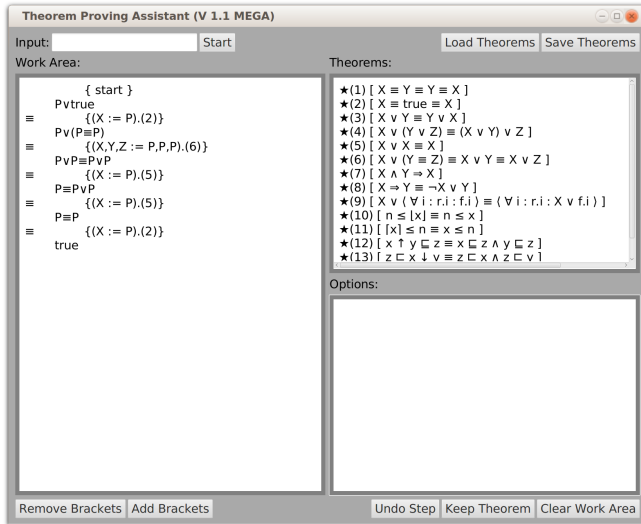 Theorem Proving Assistant (V 1.1 MEGA)
Input: Start Load Theorems Save Theorems
Work Area:
{ start }
P∨true
≡ {(X := P).(2)}
P∨(P≡P)
≡ {(X,Y,Z := P,P,P).(6)}
P∨P≡P∨P
≡ {(X := P).(5)}
P≡P∨P
≡ {(X := P).(5)}
P≡P
≡ {(X := P).(2)}
true
Theorems:
★(1) [ X ≡ Y ≡ Y ≡ X ]
★(2) [ X ≡ true ≡ X ]
★(3) [ X ∨ Y ≡ Y ∨ X ]
★(4) [ X ∨ (Y ∨ Z) ≡ (X ∨ Y) ∨ Z ]
★(5) [ X ∨ X ≡ X ]
★(6) [ X ∨ (Y ≡ Z) ≡ X ∨ Y ≡ X ∨ Z ]
★(7) [ X ∧ Y ⇒ X ]
★(8) [ X ⇒ Y ≡ ¬X ∨ Y ]
★(9) [ X ∨ ⟨ ∀ i : r.i : f.i ⟩ ≡ ⟨ ∀ i : r.i : X ∨ f.i ⟩ ]
★(10) [ n ≤ ⌊x⌋ ≡ n ≤ x ]
★(11) [ ⌈x⌉ ≤ n ≡ x ≤ n ]
★(12) [ x ↑ y ⊑ z ≡ x ⊑ z ∧ y ⊑ z ]
★(13) [ z ⊑ x ↓ y ≡ z ⊑ x ∧ z ⊑ y ]
Options:
Remove Brackets Add Brackets Undo Step Keep Theorem Clear Work Area